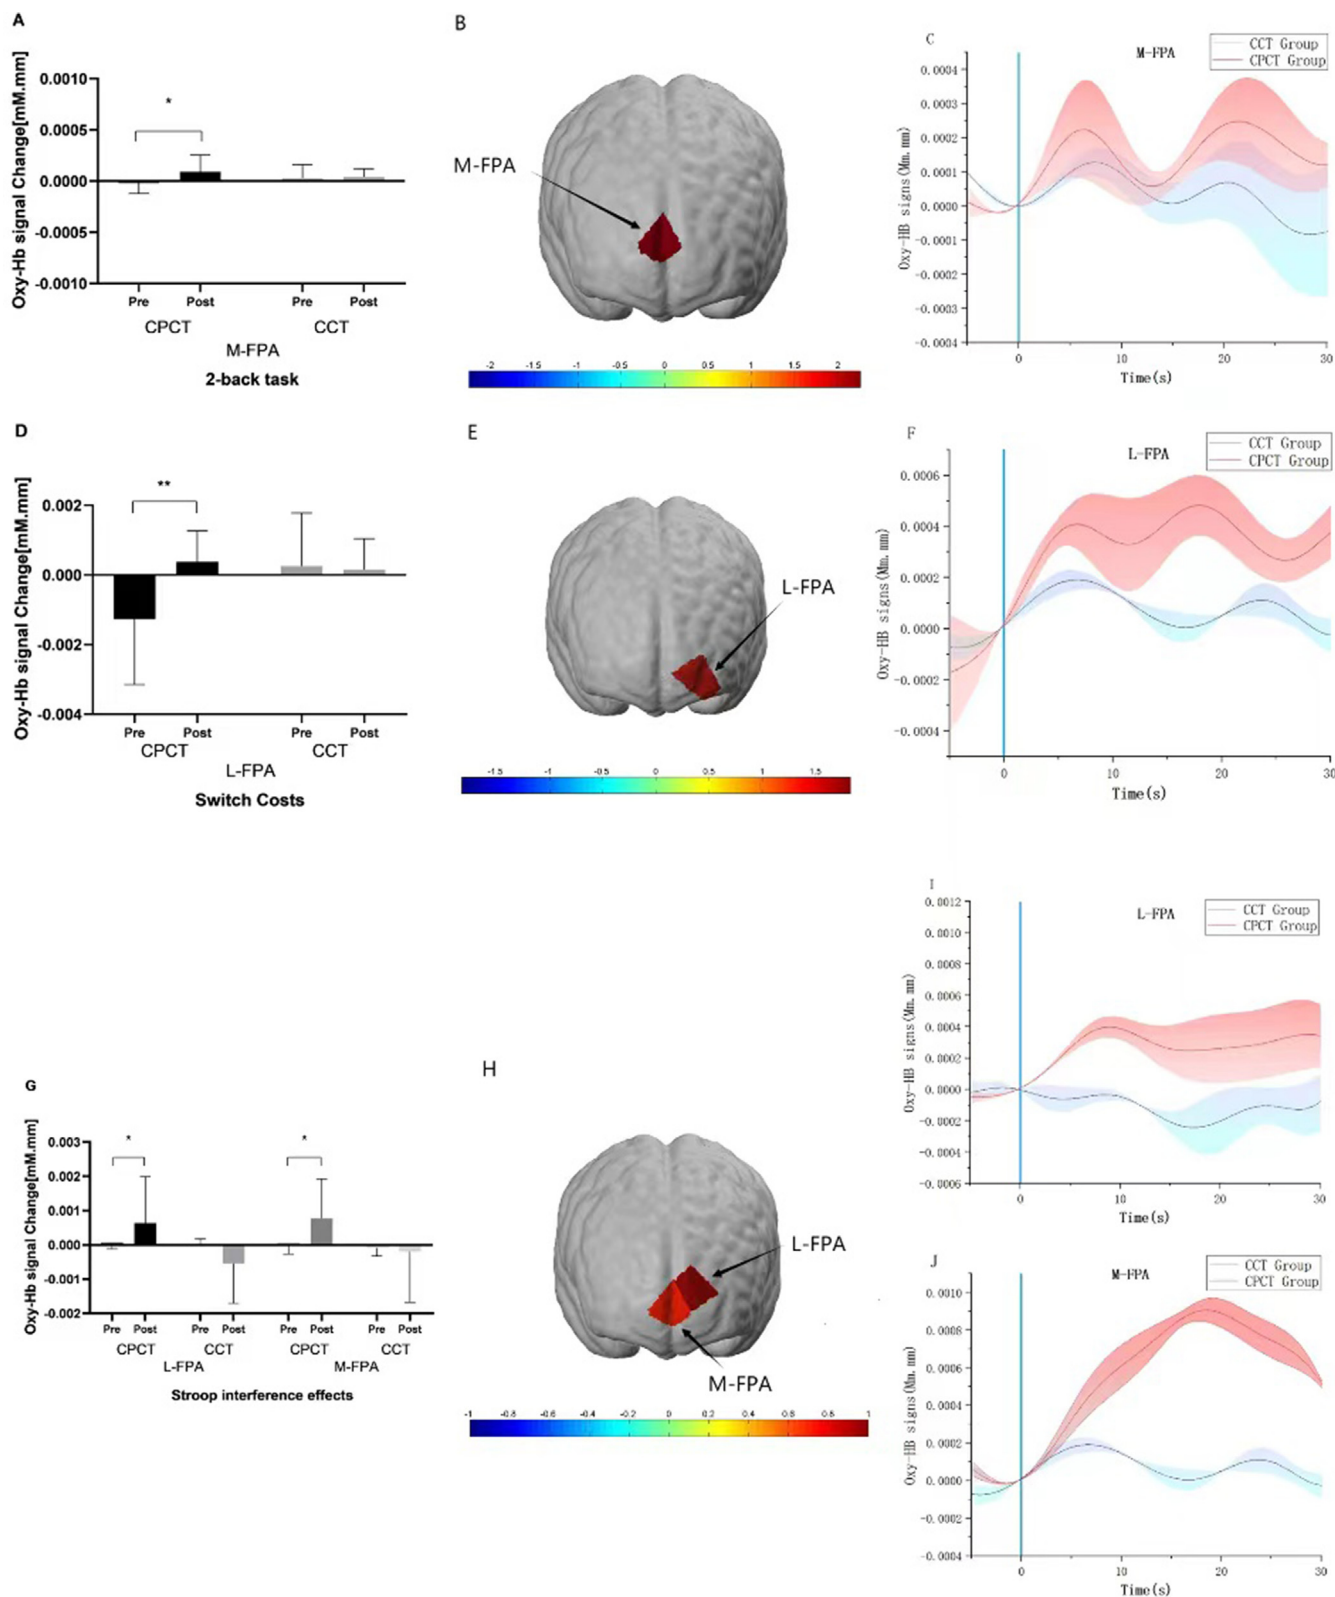 A
Oxy-Hb signal Change[mM.mm]
0.0010
0.0005
0.0000
-0.0005
-0.0010
*
Pre Post Pre Post
CPCT CCT
M-FPA
2-back task
B
M-FPA
-2 -1.5 -1 -0.5 0 0.5 1 1.5 2
C
M-FPA
CCT Group
CPCT Group
Oxy-HB signs(Mm.mm)
0.0004
0.0003
0.0002
0.0001
0.0000
-0.0001
-0.0002
-0.0003
-0.0004
0 10 20 30
Time(s)
D
Oxy-Hb signal Change[mM.mm]
0.002
0.000
-0.002
-0.004
**
Pre Post Pre Post
CPCT CCT
L-FPA
Switch Costs
E
L-FPA
-1.5 -1 -0.5 0 0.5 1 1.5
F
L-FPA
CCT Group
CPCT Group
Oxy-HB signs(Mm.mm)
0.0006
0.0004
0.0002
0.0000
-0.0002
-0.0004
0 10 20 30
Time(s)
G
Oxy-Hb signal Change[mM.mm]
0.003
0.002
0.001
0.000
-0.001
-0.002
* *
Pre Post Pre Post Pre Post Pre Post
CPCT CCT CPCT CCT
L-FPA M-FPA
Stroop interference effects
H
L-FPA
M-FPA
-1 -0.8 -0.6 -0.4 -0.2 0 0.2 0.4 0.6 0.8 1
I
L-FPA
CCT Group
CPCT Group
Oxy-HB signs(Mm.mm)
0.0012
0.0010
0.0008
0.0006
0.0004
0.0002
0.0000
-0.0002
-0.0004
-0.0006
0 10 20 30
Time(s)
J
M-FPA
CCT Group
CPCT Group
Oxy-HB signs(Mm.mm)
0.0010
0.0008
0.0006
0.0004
0.0002
0.0000
-0.0002
-0.0004
0 10 20 30
Time(s)